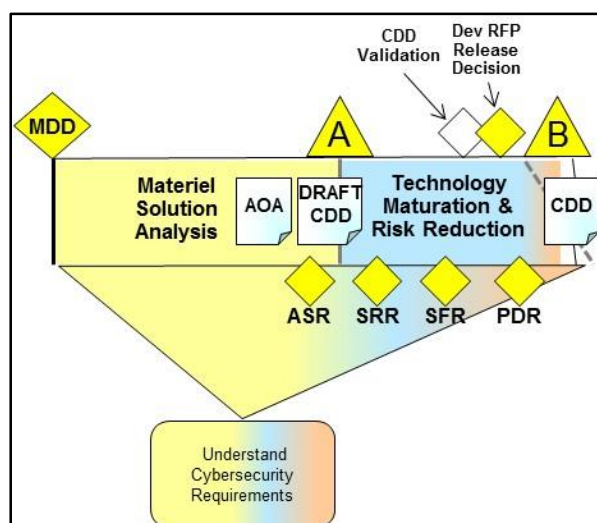 CDD
Validation
Dev RFP
Release
Decision
MDD
A
B
Materiel
Solution
Analysis
AOA
DRAFT
CDD
Technology
Maturation &
Risk Reduction
CDD
ASR
SRR
SFR
PDR
Understand
Cybersecurity
Requirements